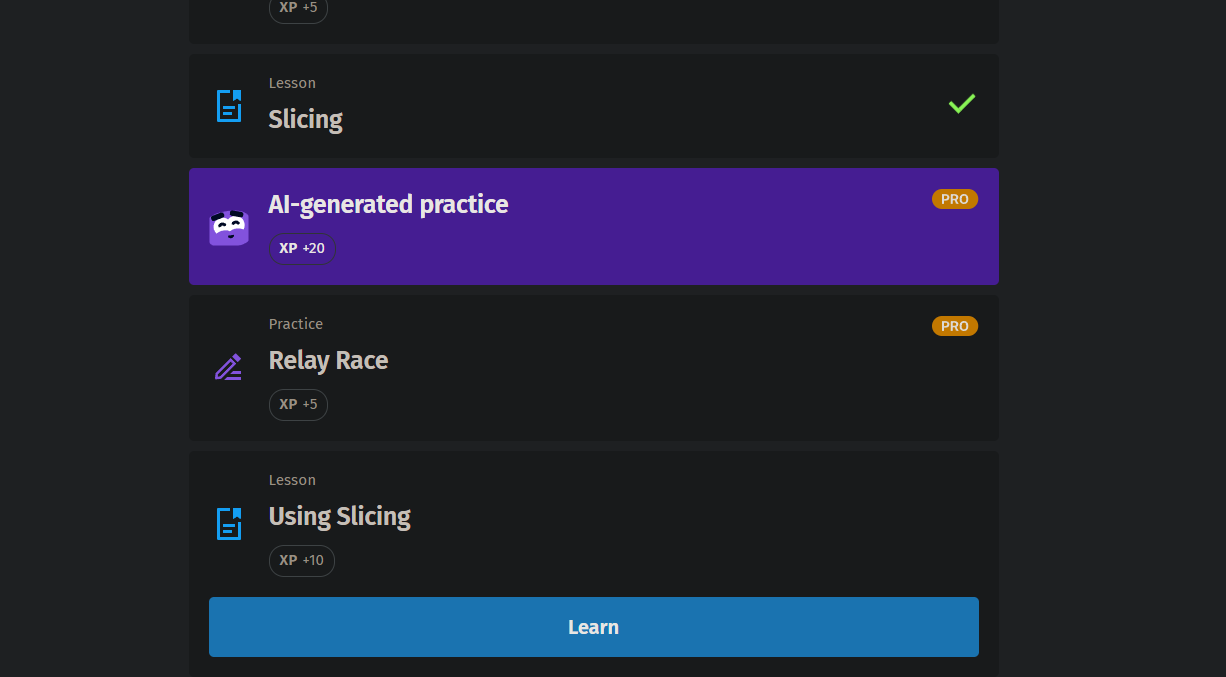 XP +5
Lesson
Slicing
AI-generated practice
PRO
XP +20
Practice
PRO
Relay Race
XP +5
Lesson
Using Slicing
XP +10
Learn